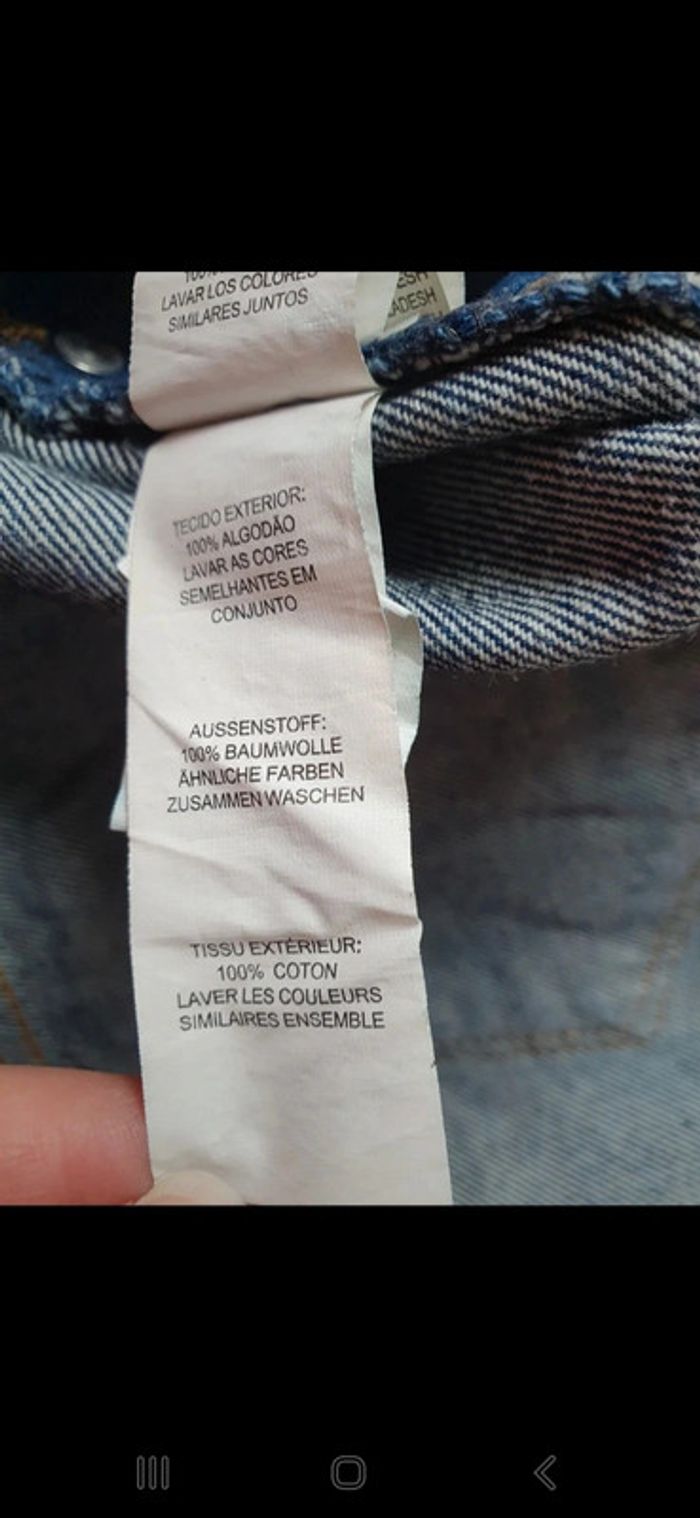 LAVAR LOS COLORES
SIMILARES JUNTOS
TECIDO EXTERIOR:
100% ALGODÃO
LAVAR AS CORES
SEMELHANTES EM
CONJUNTO
AUSSENSTOFF:
100% BAUMWOLLE
ÄHNLICHE FARBEN
ZUSAMMEN WASCHEN
TISSU EXTÉRIEUR:
100% COTON
LAVER LES COULEURS
SIMILAIRES ENSEMBLE